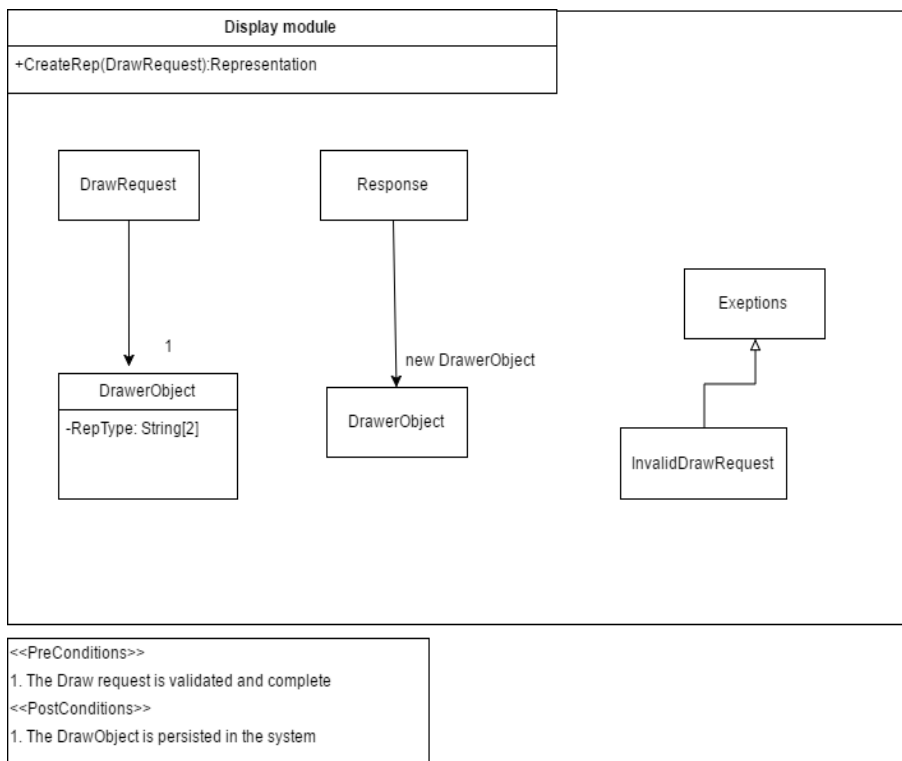 Display module
+CreateRep(DrawRequest):Representation
DrawRequest
Response
Exeptions
1
new DrawerObject
DrawerObject
-RepType: String[2]
DrawerObject
InvalidDrawRequest
<<PreConditions>>
1. The Draw request is validated and complete
<<PostConditions>>
1. The DrawObject is persisted in the system